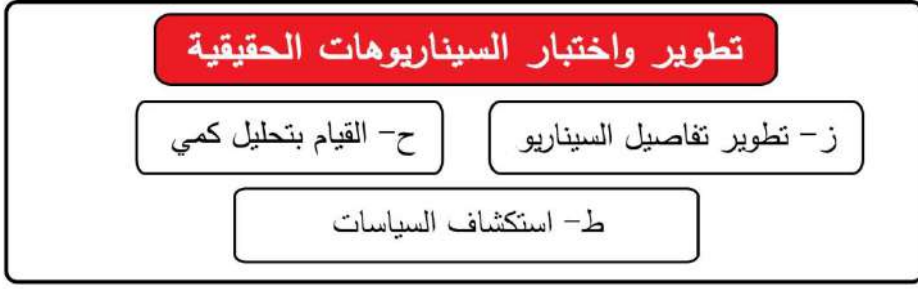 تطوير واختبار السيناريوهات الحقيقية
ز- تطوير تفاصيل السيناريو
ح- القيام بتحليل كمي
ط- استكشاف السياسات